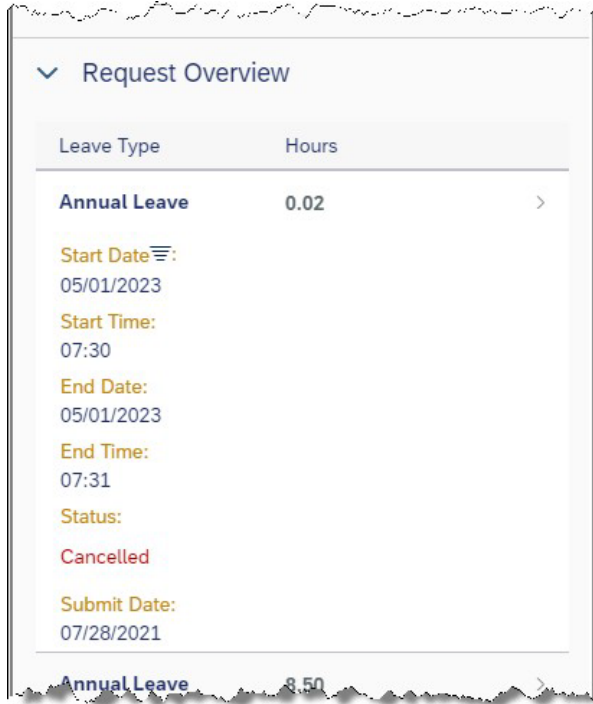 Request Overview
Leave Type Hours
Annual Leave 0.02
Start Date:
05/01/2023
Start Time:
07:30
End Date:
05/01/2023
End Time:
07:31
Status:
Cancelled
Submit Date:
07/28/2021
Annual Leave 8.50